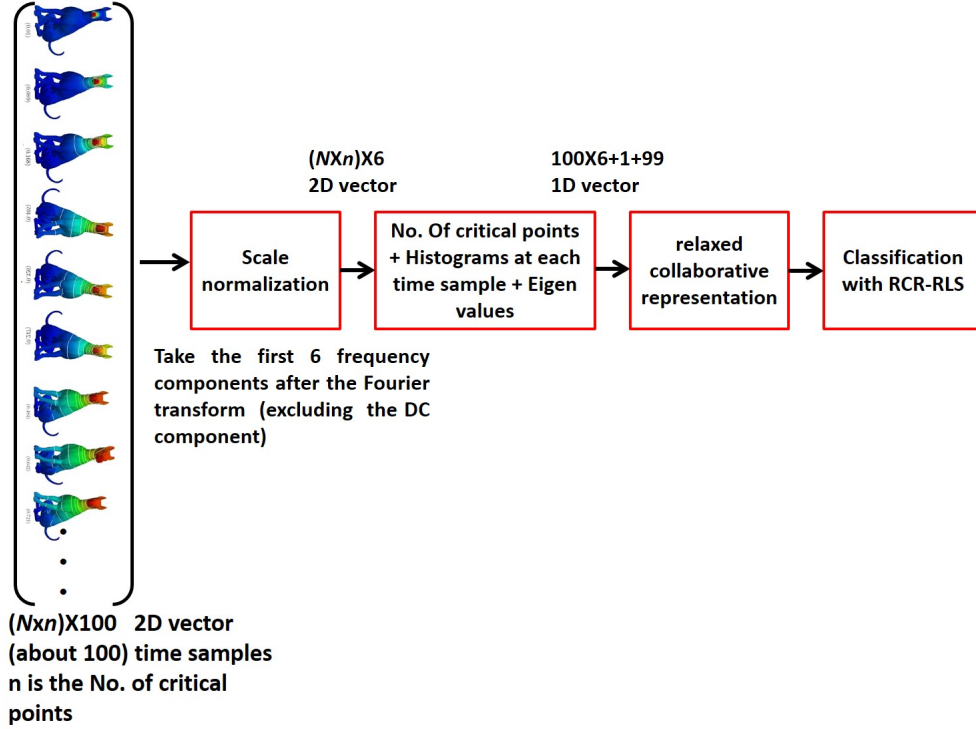 (NXn)X6
2D vector
100X6+1+99
1D vector
Scale
normalization
No. Of critical points
+ Histograms at each
time sample + Eigen
values
relaxed
collaborative
representation
Classification
with RCR-RLS
Take the first 6 frequency
components after the Fourier
transform (excluding the DC
component)
(Nxn)X100 2D vector
(about 100) time samples
n is the No. of critical
points